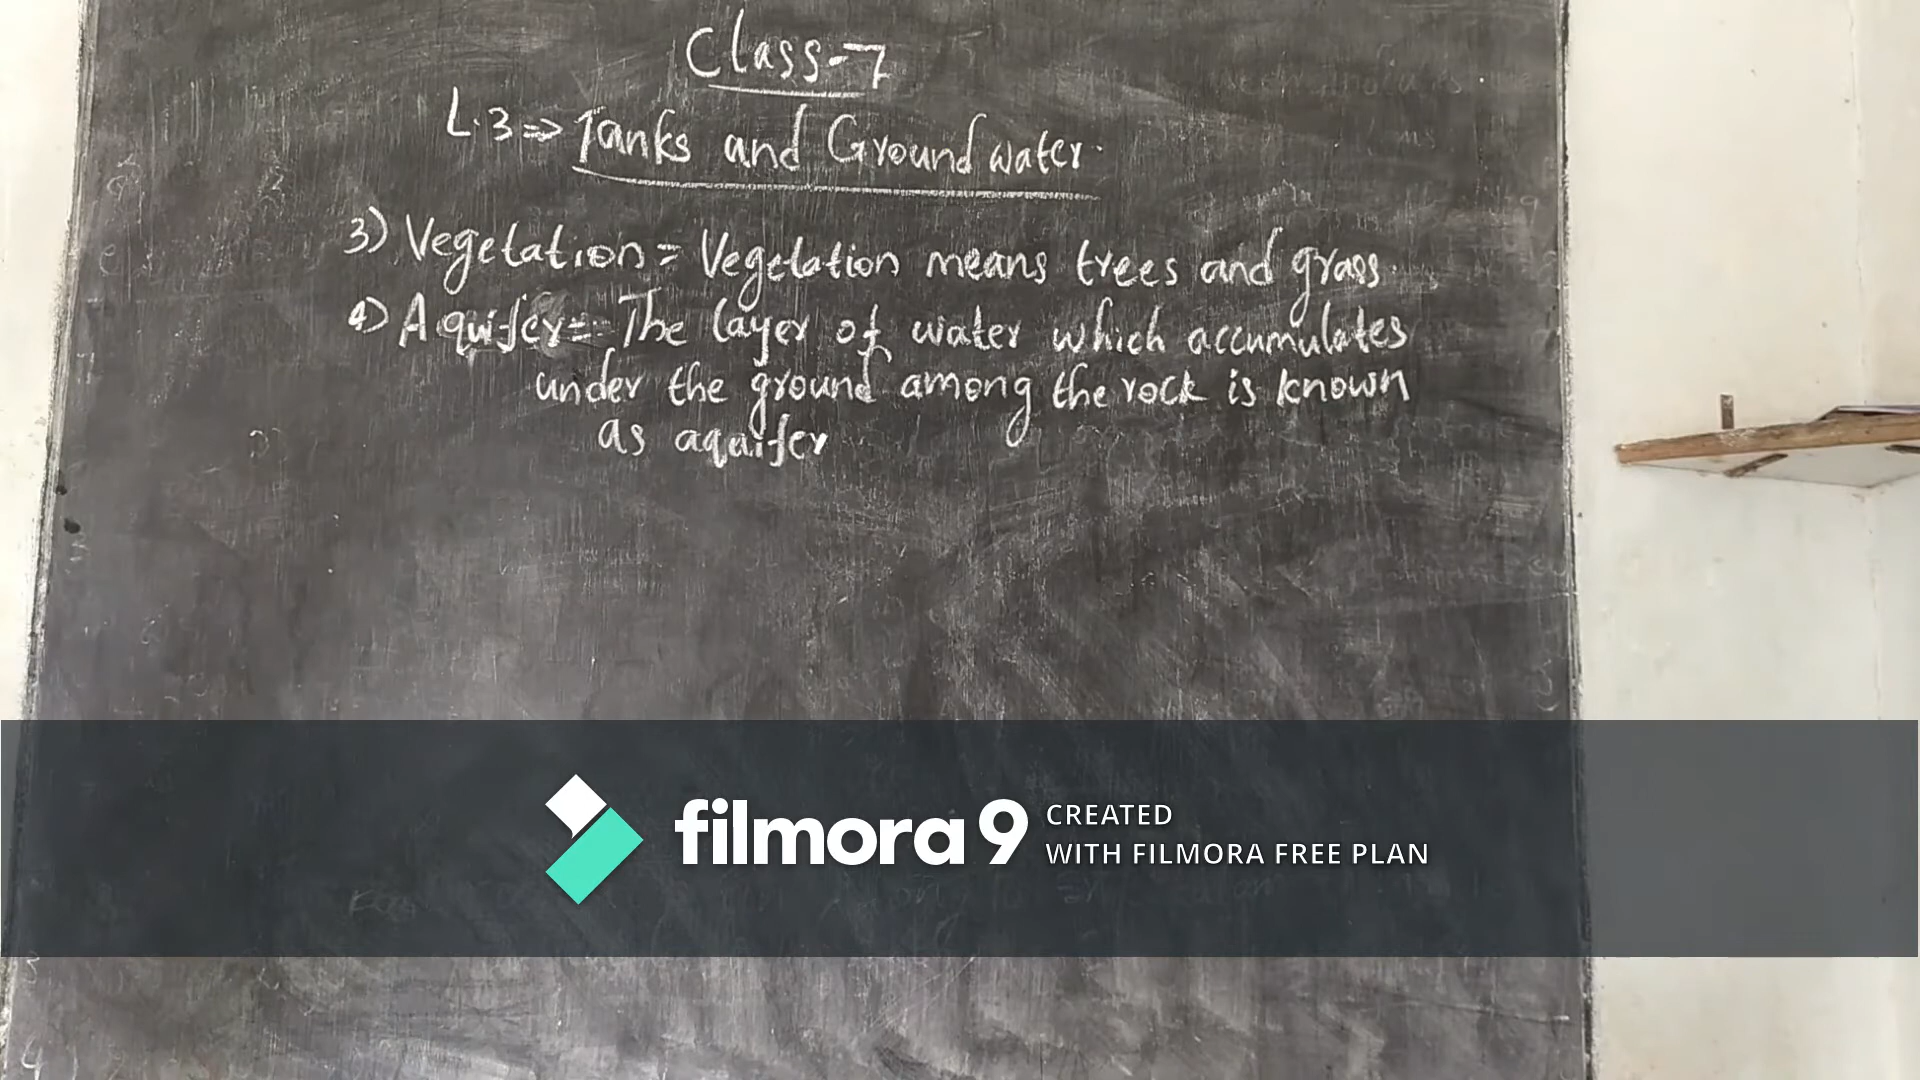 Class-7
L.3=> Tanks and Ground water.
3) Vegetation = Vegetation means trees and grass.
4) Aquifer = The layer of water which accumulates
under the ground among the rock is known
as aquifer
filmora 9 CREATED
WITH FILMORA FREE PLAN